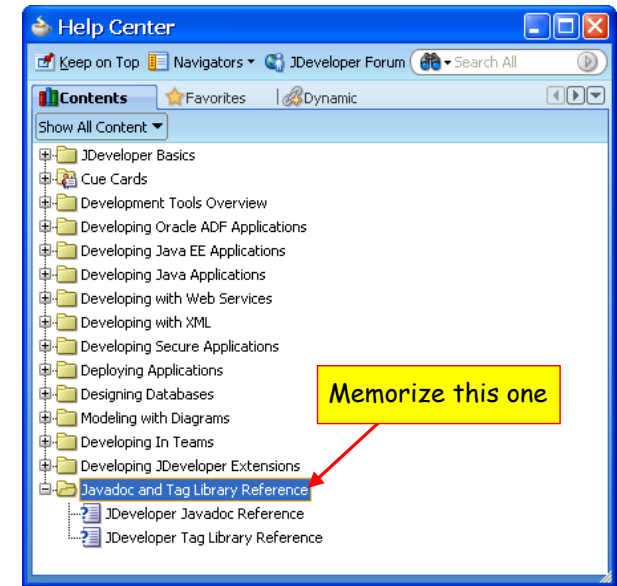 Help Center
Keep on Top Navigators JDeveloper Forum Search All
Contents Favorites Dynamic
Show All Content
JDeveloper Basics
Cue Cards
Development Tools Overview
Developing Oracle ADF Applications
Developing Java EE Applications
Developing Java Applications
Developing with Web Services
Developing with XML
Developing Secure Applications
Deploying Applications
Designing Databases
Memorize this one
Modeling with Diagrams
Developing In Teams
Developing JDeveloper Extensions
Javadoc and Tag Library Reference
JDeveloper Javadoc Reference
JDeveloper Tag Library Reference